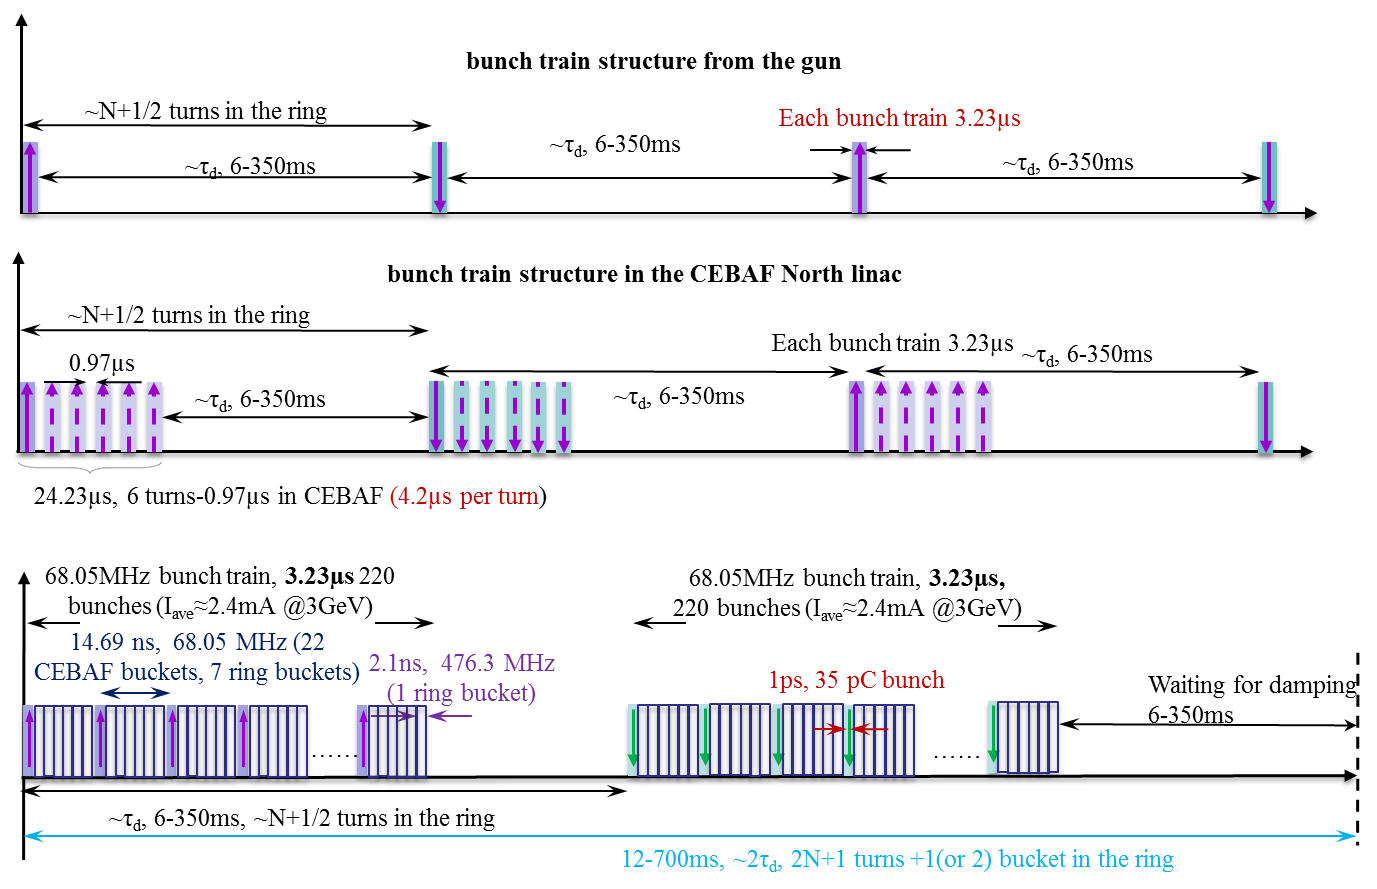 bunch train structure from the gun
~N+1/2 turns in the ring
Each bunch train 3.23µs
~τd, 6-350ms
~τd, 6-350ms
~τd, 6-350ms
bunch train structure in the CEBAF North linac
~N+1/2 turns in the ring
0.97µs
Each bunch train 3.23µs
~τd, 6-350ms
~τd, 6-350ms
~τd, 6-350ms
24.23µs, 6 turns-0.97µs in CEBAF (4.2µs per turn)
68.05MHz bunch train, 3.23µs 220
bunches (Iave≈2.4mA @3GeV)
68.05MHz bunch train, 3.23µs,
220 bunches (Iave≈2.4mA @3GeV)
14.69 ns, 68.05 MHz (22
CEBAF buckets, 7 ring buckets)
2.1ns, 476.3 MHz
(1 ring bucket)
1ps, 35 pC bunch
Waiting for damping
6-350ms
......
......
~τd, 6-350ms, ~N+1/2 turns in the ring
12-700ms, ~2τd, 2N+1 turns +1(or 2) bucket in the ring